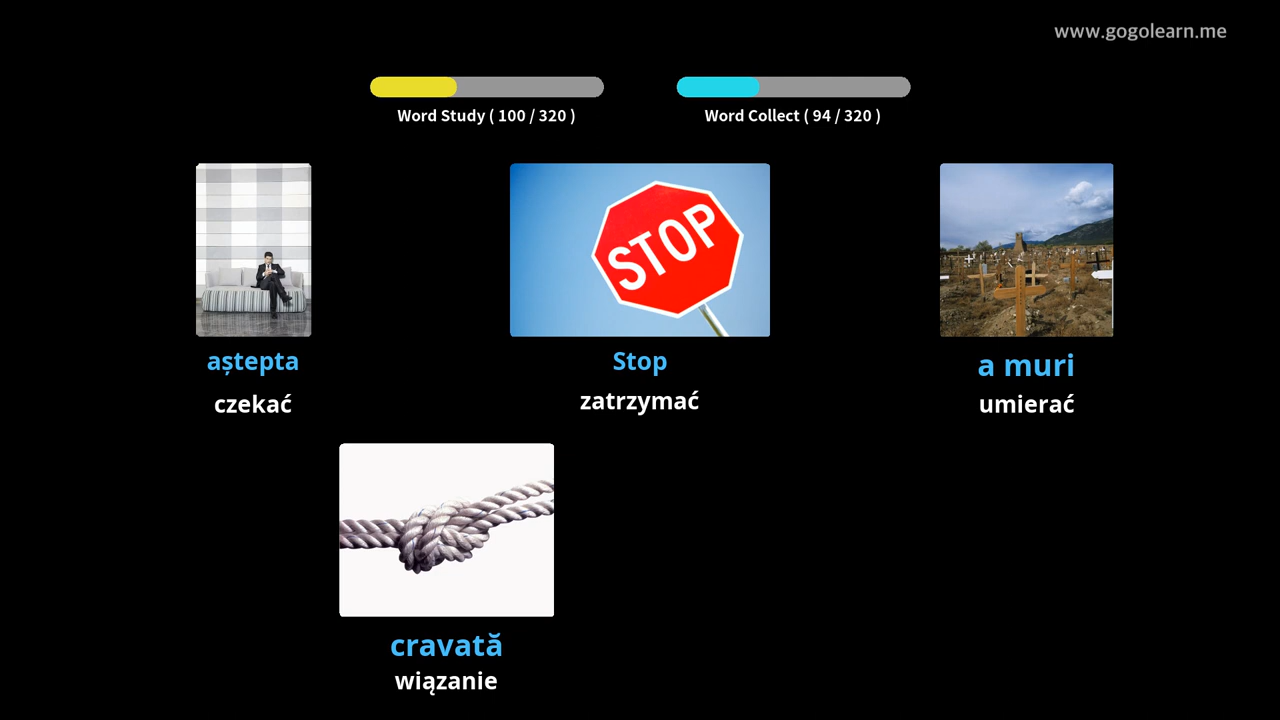 www.gogolearn.me
Word Study ( 100 / 320 )
Word Collect ( 94 / 320 )
STOP
aștepta
Stop
a muri
czekać
zatrzymać
umierać
cravată
wiązanie